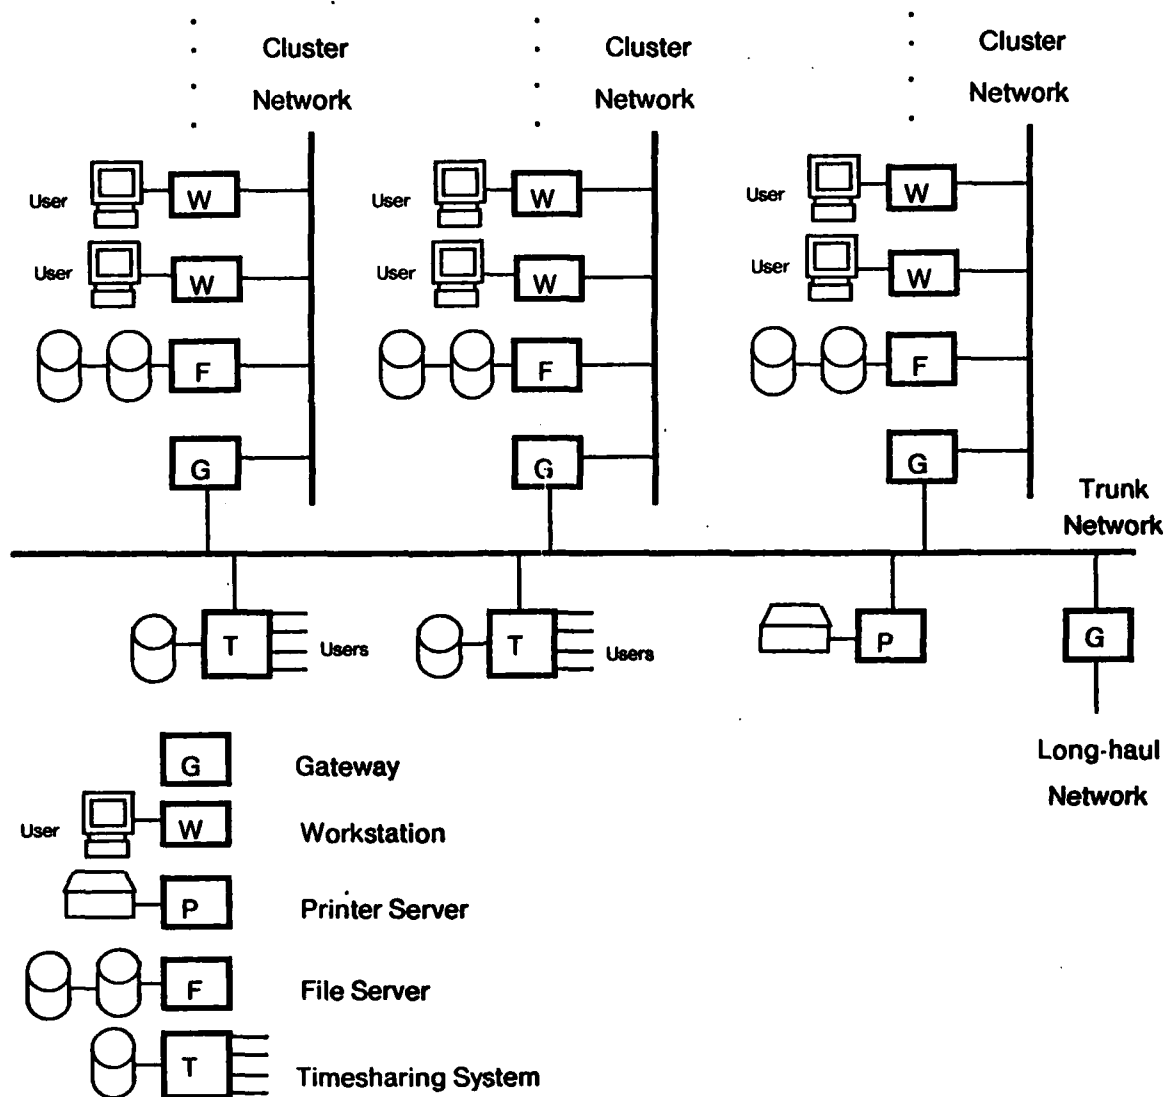 Cluster
Network
Cluster
Network
Cluster
Network
User W
User W
User W
User W
User W
User W
F
F
F
G
G
G
Trunk
Network
T Users
T Users
P
G
Long-haul
Network
G Gateway
User W Workstation
P Printer Server
F File Server
T Timesharing System